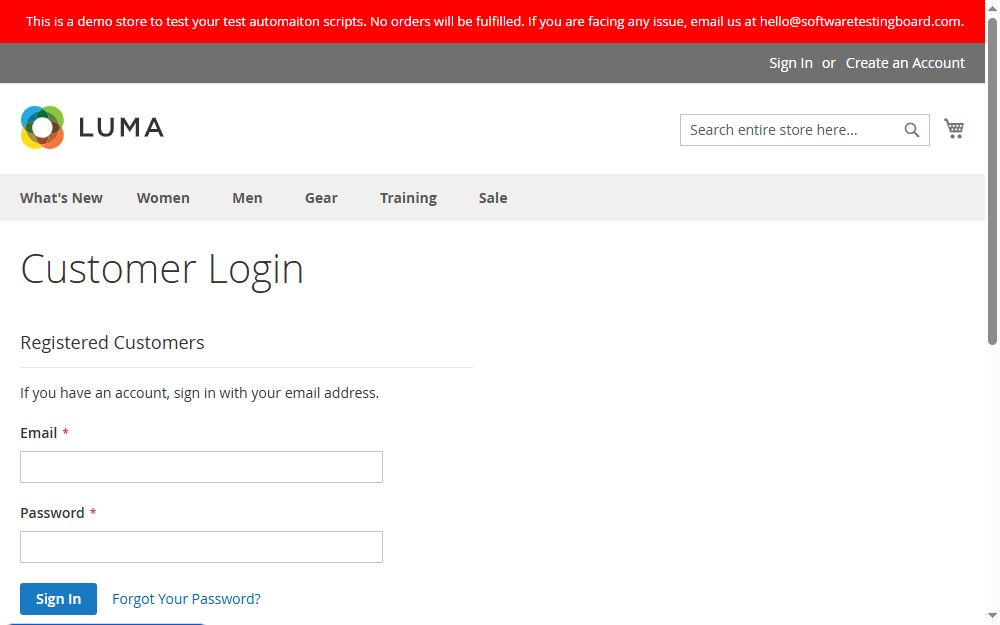 This is a demo store to test your test automaiton scripts. No orders will be fulfilled. If you are facing any issue, email us at hello@softwaretestingboard.com.
Sign In or Create an Account
LUMA
Search entire store here...
What's New Women Men Gear Training Sale
Customer Login
Registered Customers
If you have an account, sign in with your email address.
Email *
Password *
Sign In Forgot Your Password?